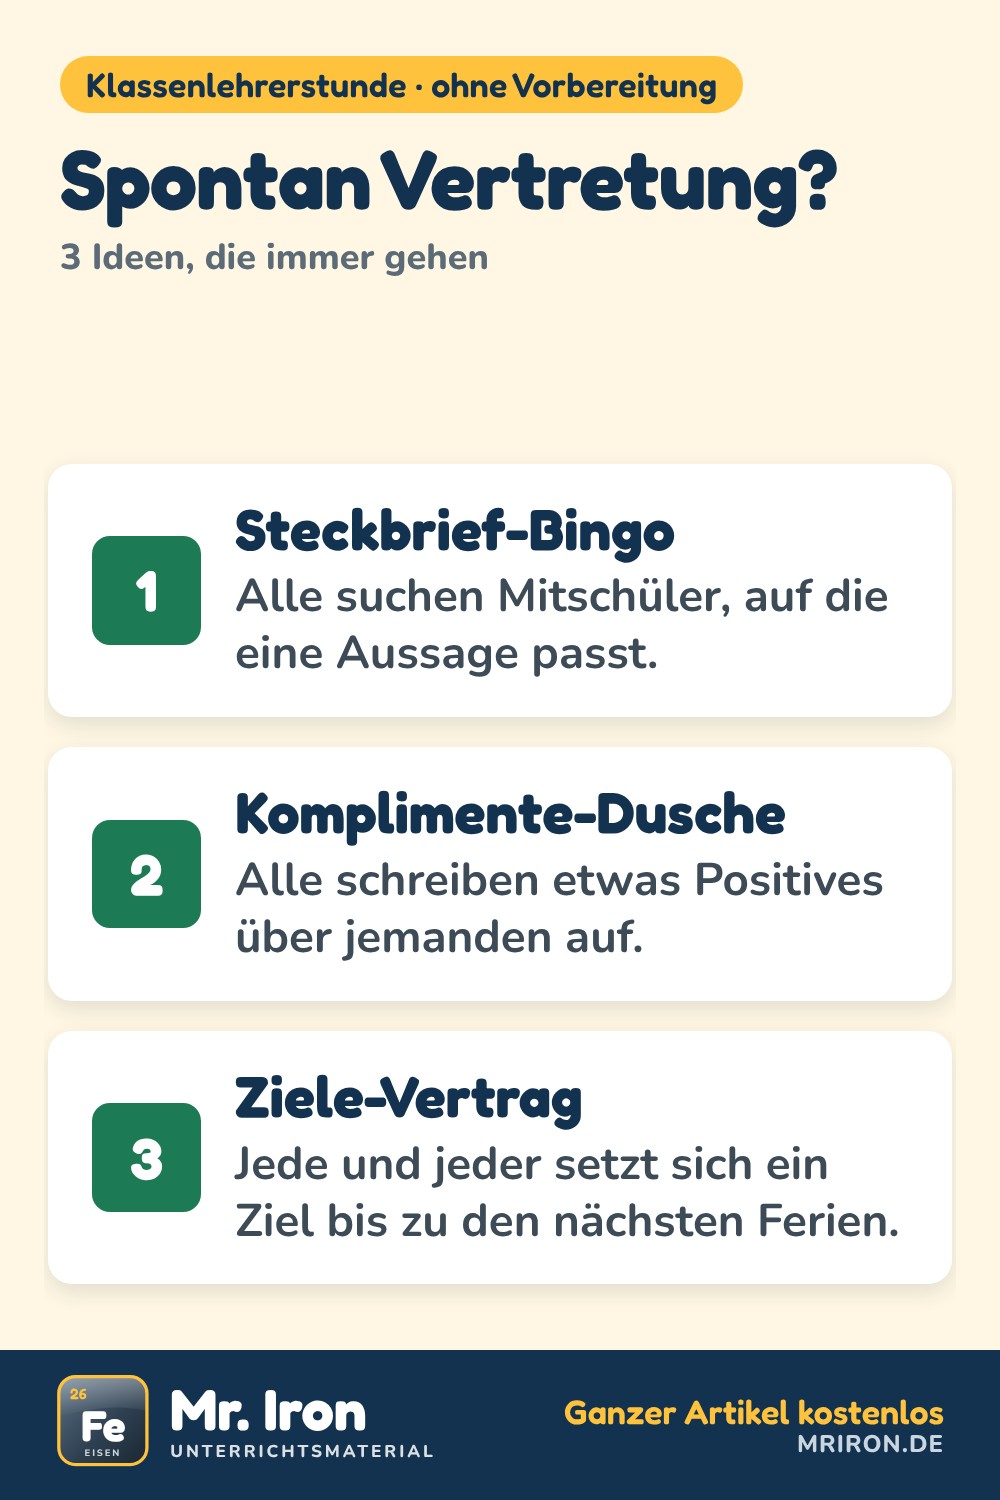 Klassenlehrerstunde · ohne Vorbereitung
Spontan Vertretung?
3 Ideen, die immer gehen
1
Steckbrief-Bingo
Alle suchen Mitschüler, auf die
eine Aussage passt.
2
Komplimente-Dusche
Alle schreiben etwas Positives
über jemanden auf.
3
Ziele-Vertrag
Jede und jeder setzt sich ein
Ziel bis zu den nächsten Ferien.
26
Fe
EISEN
Mr. Iron
UNTERRICHTSMATERIAL
Ganzer Artikel kostenlos
MRIRON.DE